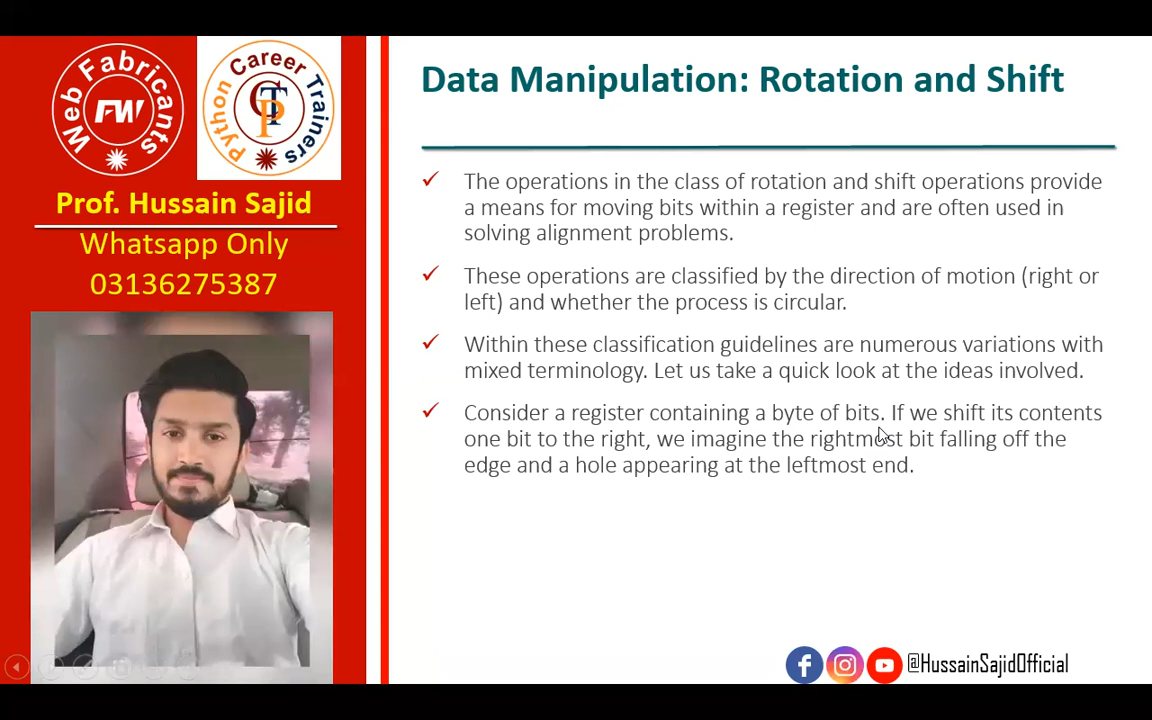 Web Fabricants
FW
Python Career Trainers
CTP
Prof. Hussain Sajid
Whatsapp Only
03136275387
Data Manipulation: Rotation and Shift
The operations in the class of rotation and shift operations provide
a means for moving bits within a register and are often used in
solving alignment problems.
These operations are classified by the direction of motion (right or
left) and whether the process is circular.
Within these classification guidelines are numerous variations with
mixed terminology. Let us take a quick look at the ideas involved.
Consider a register containing a byte of bits. If we shift its contents
one bit to the right, we imagine the rightmost bit falling off the
edge and a hole appearing at the leftmost end.
@HussainSajidOfficial